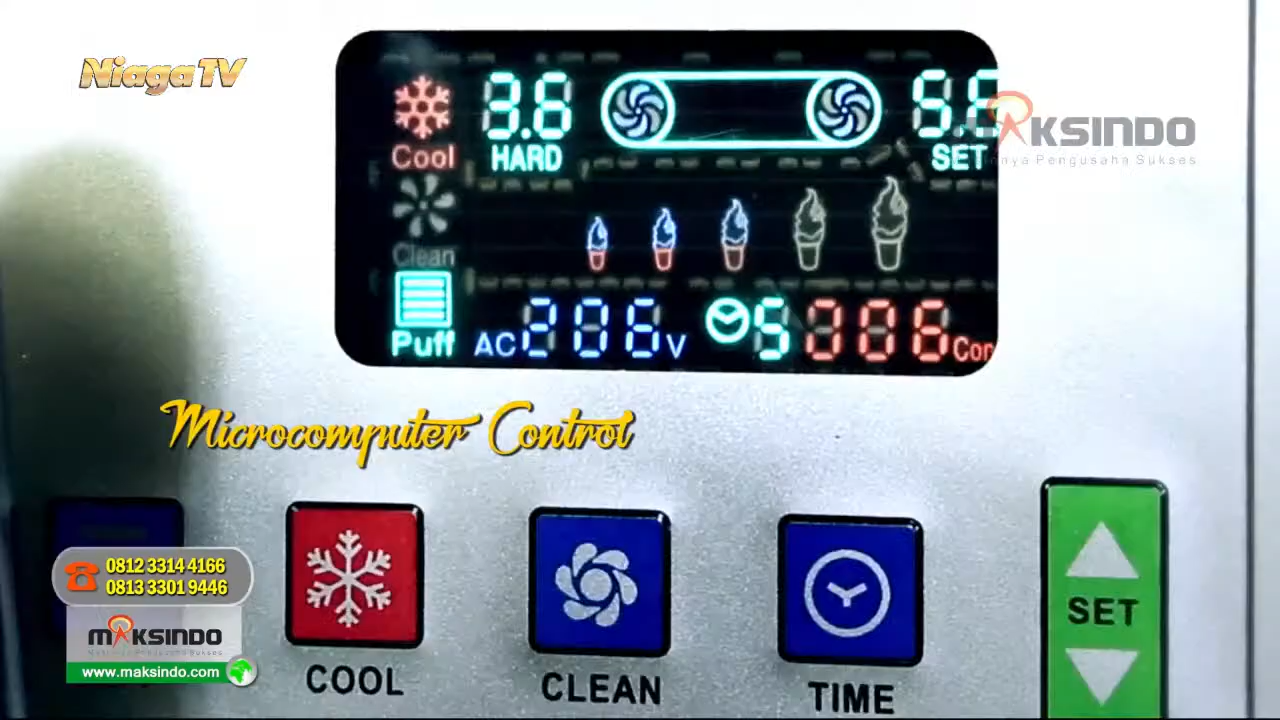 NiagaTV
3.6
HARD
SET
MAKSINDO
Cool
Clean
Puff
AC 206 V
5
006
Microcomputer Control
0812 3314 4166
0813 3301 9446
MAKSINDO
www.maksindo.com
COOL
CLEAN
TIME
SET